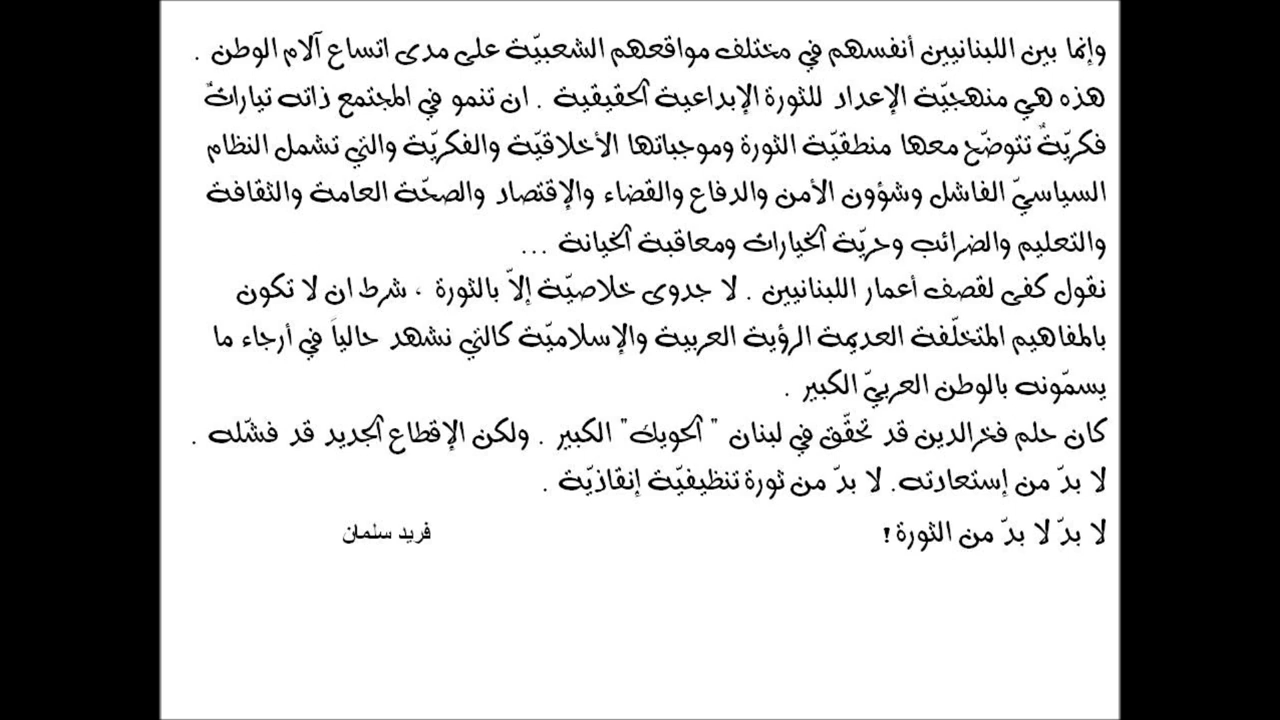 وإنما بين اللبنانيين أنفسهم في مختلف مواقعهم الشعبيّة على مدى اتساع آلام الوطن .
هذه هي منهجيّة الإعداد للثورة الإبداعية الحقيقية . ان تنمو في المجتمع ذاته تياراتٌ
فكريّةٌ تتوضّح معها منطقيّة الثورة وموجباتها الأخلاقيّة والفكريّة والتي تشمل النظام
السياسيّ الفاشل وشؤون الأمن والدفاع والقضاء والإقتصاد والصحّة العامة والثقافة
والتعليم والضرائب وحريّة الخيارات ومعاقبة الخيانة ...
نقول كفى لقصف أعمار اللبنانيين . لا جدوى خلاصيّة إلاّ بالثورة ، شرط ان لا تكون
بالمفاهيم المتخلّفة العديمة الرؤية العربية والإسلاميّة كالتي نشهد حالياَ في أرجاء ما
يسمّونه بالوطن العربيّ الكبير .
كان حلم فخرالدين قد تحقّق في لبنان " الحويك" الكبير . ولكن الإقطاع الجديد قد فشّله .
لا بدّ من إستعادته. لا بدّ من ثورة تنظيفيّة إنقاذيّة .
لا بدّ لا بدّ من الثورة ! فريد سلمان